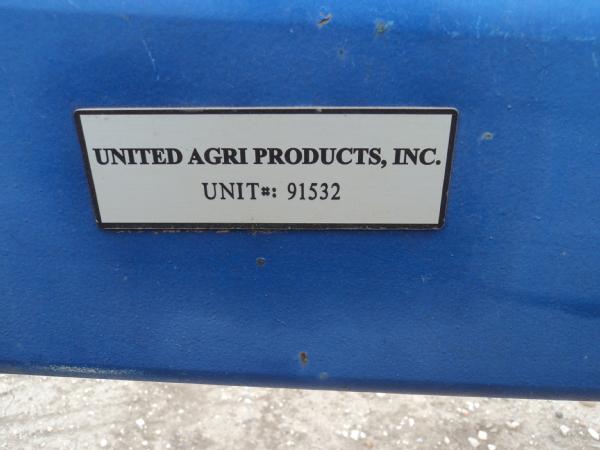 UNITED AGRI PRODUCTS, INC.
UNIT#: 91532